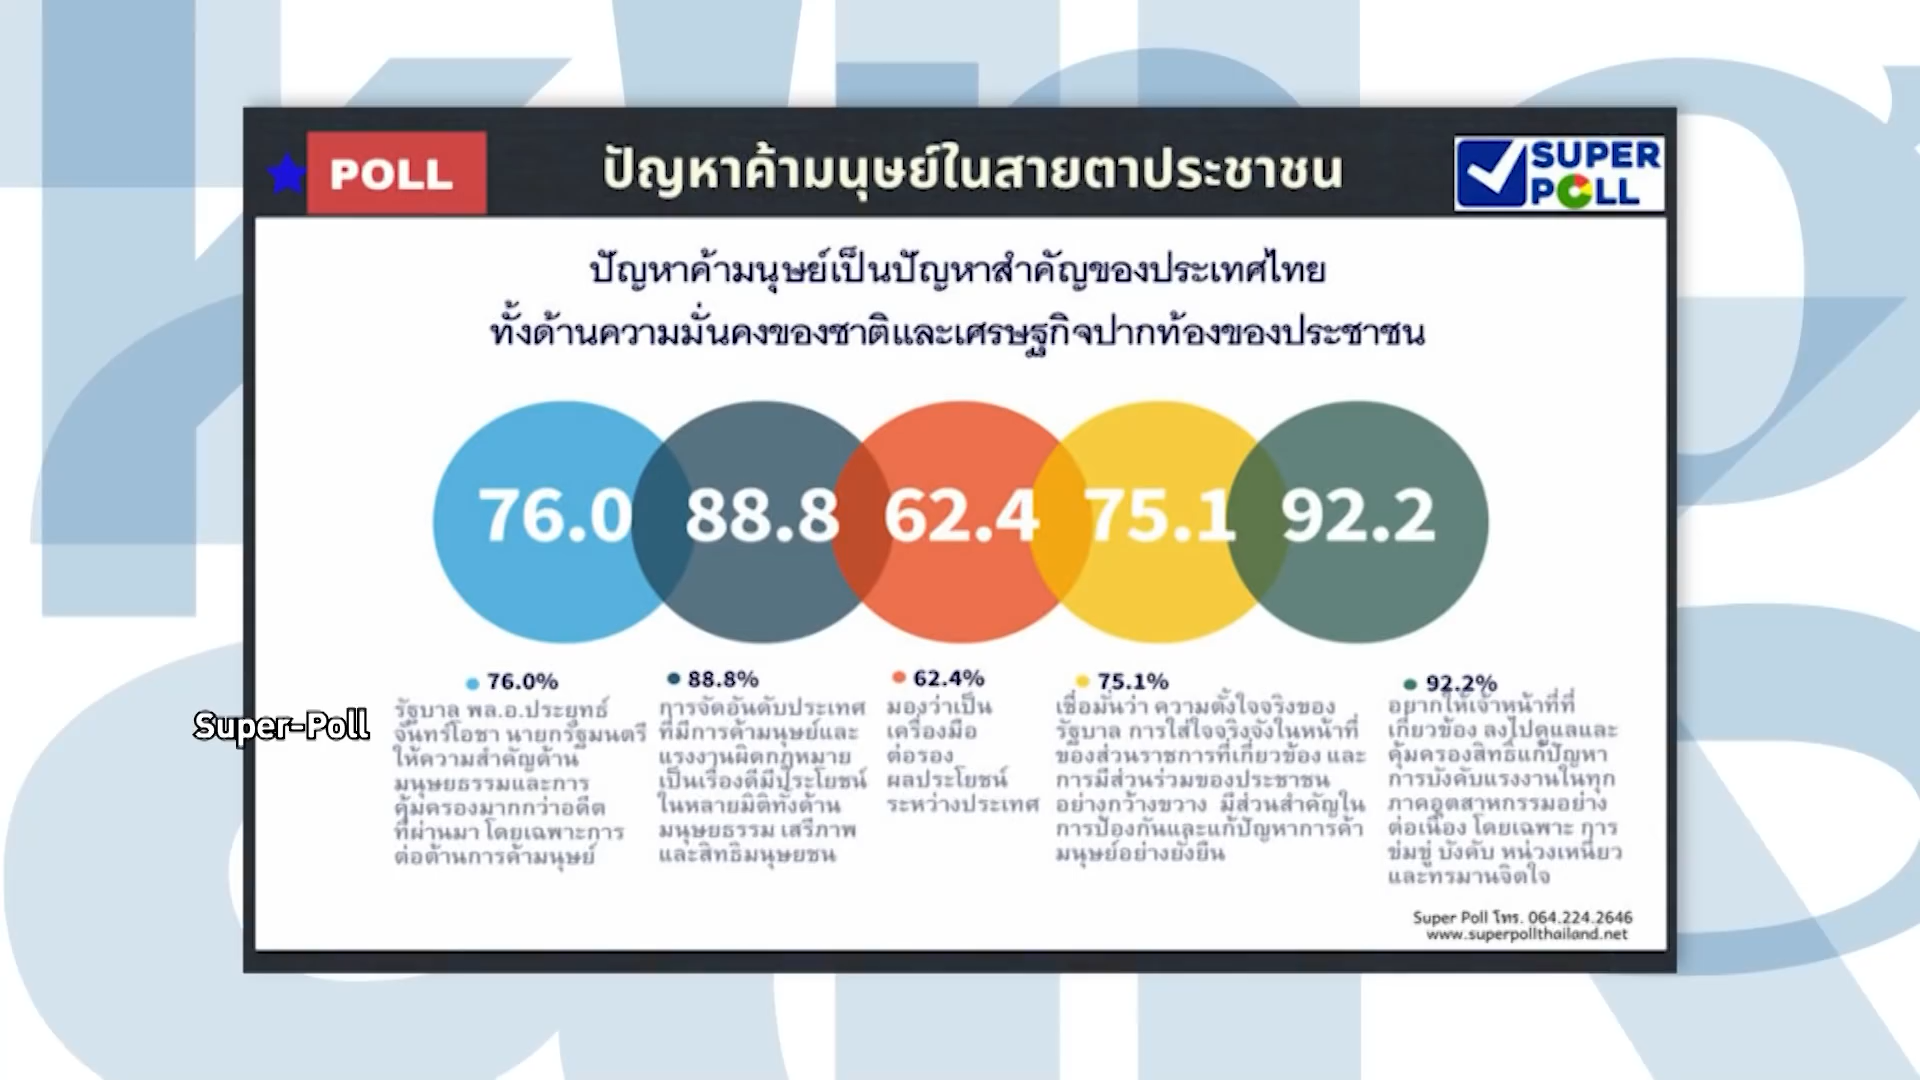 POLL
ปัญหาค้ามนุษย์ในสายตาประชาชน
SUPER
POLL
ปัญหาค้ามนุษย์เป็นปัญหาสำคัญของประเทศไทย
ทั้งด้านความมั่นคงของชาติและเศรษฐกิจปากท้องของประชาชน
76.0
88.8
62.4
75.1
92.2
76.0%
รัฐบาล พล.อ.ประยุทธ์
จันทร์โอชา นายกรัฐมนตรี
ให้ความสำคัญด้าน
มนุษยธรรมและการ
คุ้มครองมากกว่าอดีต
ที่ผ่านมา โดยเฉพาะการ
ต่อต้านการค้ามนุษย์
88.8%
การจัดอันดับประเทศ
ที่มีการค้ามนุษย์และ
แรงงานผิดกฎหมาย
เป็นเรื่องดีมีประโยชน์
ในหลายมิติทั้งด้าน
มนุษยธรรม เสรีภาพ
และสิทธิมนุษยชน
62.4%
มองว่าเป็น
เครื่องมือ
ต่อรอง
ผลประโยชน์
ระหว่างประเทศ
75.1%
เชื่อมั่นว่า ความตั้งใจจริงของ
รัฐบาล การใส่ใจจริงจังในหน้าที่
ของส่วนราชการที่เกี่ยวข้อง และ
การมีส่วนร่วมของประชาชน
อย่างกว้างขวาง มีส่วนสำคัญใน
การป้องกันและแก้ปัญหาการค้า
มนุษย์อย่างยั่งยืน
92.2%
อยากให้เจ้าหน้าที่ที่
เกี่ยวข้อง ลงไปดูแลและ
คุ้มครองสิทธิแก้ปัญหา
การบังคับแรงงานในทุก
ภาคอุตสาหกรรมอย่าง
ต่อเนื่อง โดยเฉพาะ การ
ข่มขู่ บังคับ หน่วงเหนี่ยว
และทรมานจิตใจ
Super-Poll
Super Poll โทร. 064.224.2646
www.superpollthailand.net